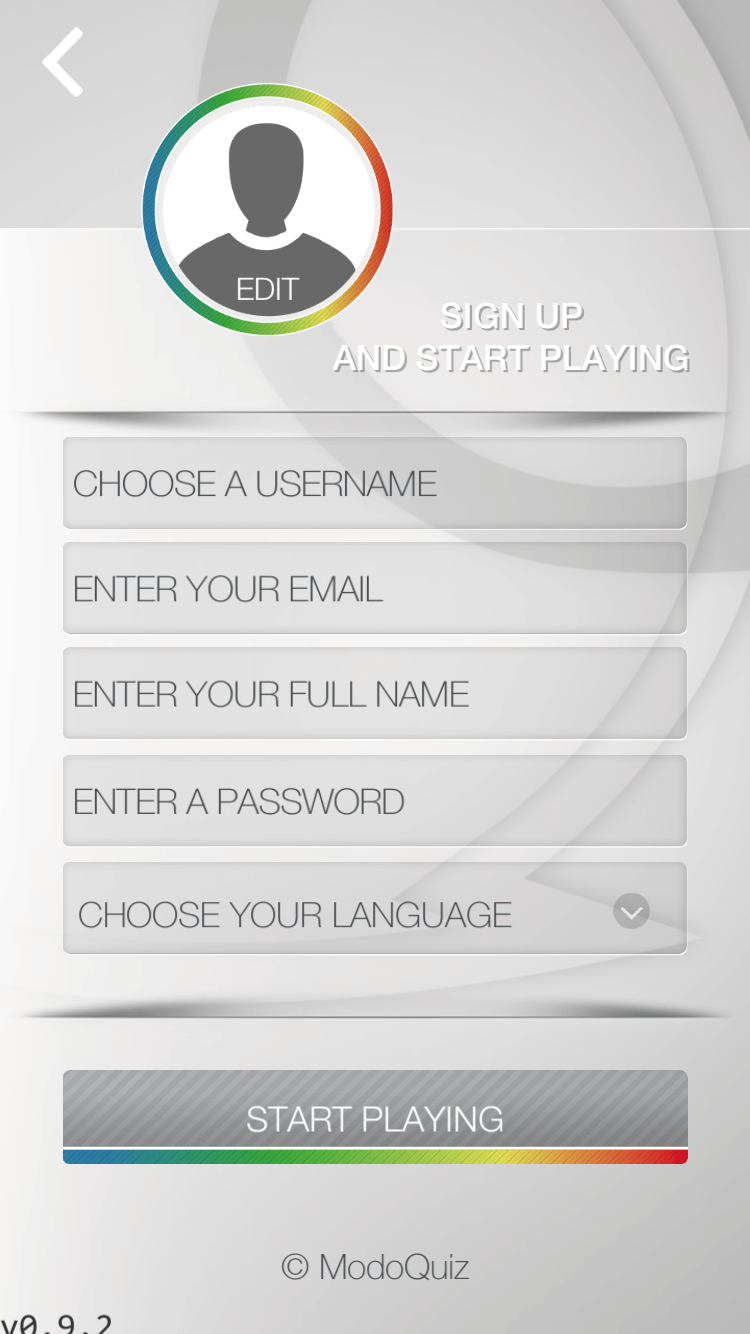 EDIT
SIGN UP
AND START PLAYING
CHOOSE A USERNAME
ENTER YOUR EMAIL
ENTER YOUR FULL NAME
ENTER A PASSWORD
CHOOSE YOUR LANGUAGE
START PLAYING
© ModoQuiz
v0.9.2